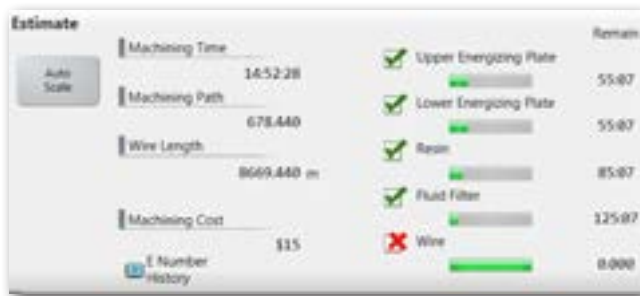 Estimate
Remain
Auto
Scale
Machining Time
14:52:28
Machining Path
678.440
Wire Length
8669.440 m
Machining Cost
$15
E Number
History
Upper Energizing Plate
55:07
Lower Energizing Plate
55:07
Resin
85:07
Fluid Filter
125:07
Wire
0.000